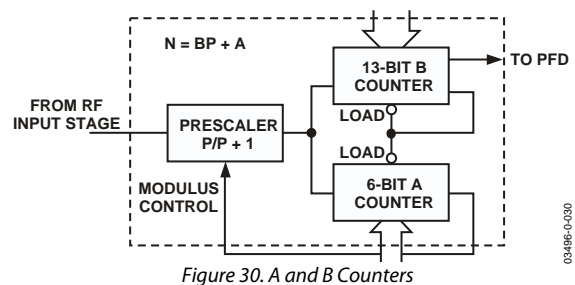 N = BP + A
13-BIT B
COUNTER
TO PFD
LOAD
FROM RF
INPUT STAGE
PRESCALER
P/P + 1
LOAD
MODULUS
CONTROL
6-BIT A
COUNTER
03496-0-030
Figure 30. A and B Counters